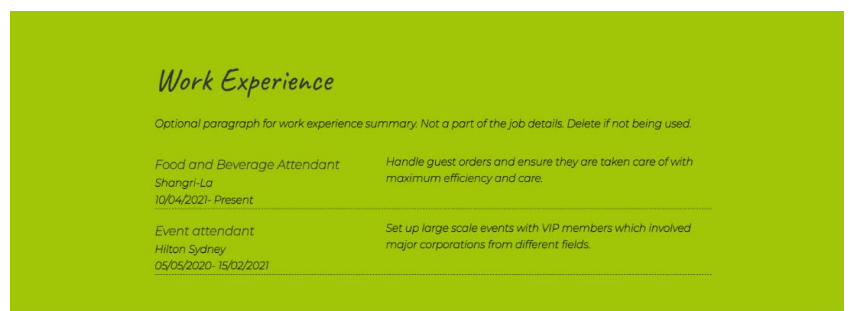 Work Experience
Optional paragraph for work experience summary. Not a part of the job details. Delete if not being used.
Food and Beverage Attendant
Shangri-La
10/04/2021- Present
Handle guest orders and ensure they are taken care of with
maximum efficiency and care.
Event attendant
Hilton Sydney
05/05/2020- 15/02/2021
Set up large scale events with VIP members which involved
major corporations from different fields.